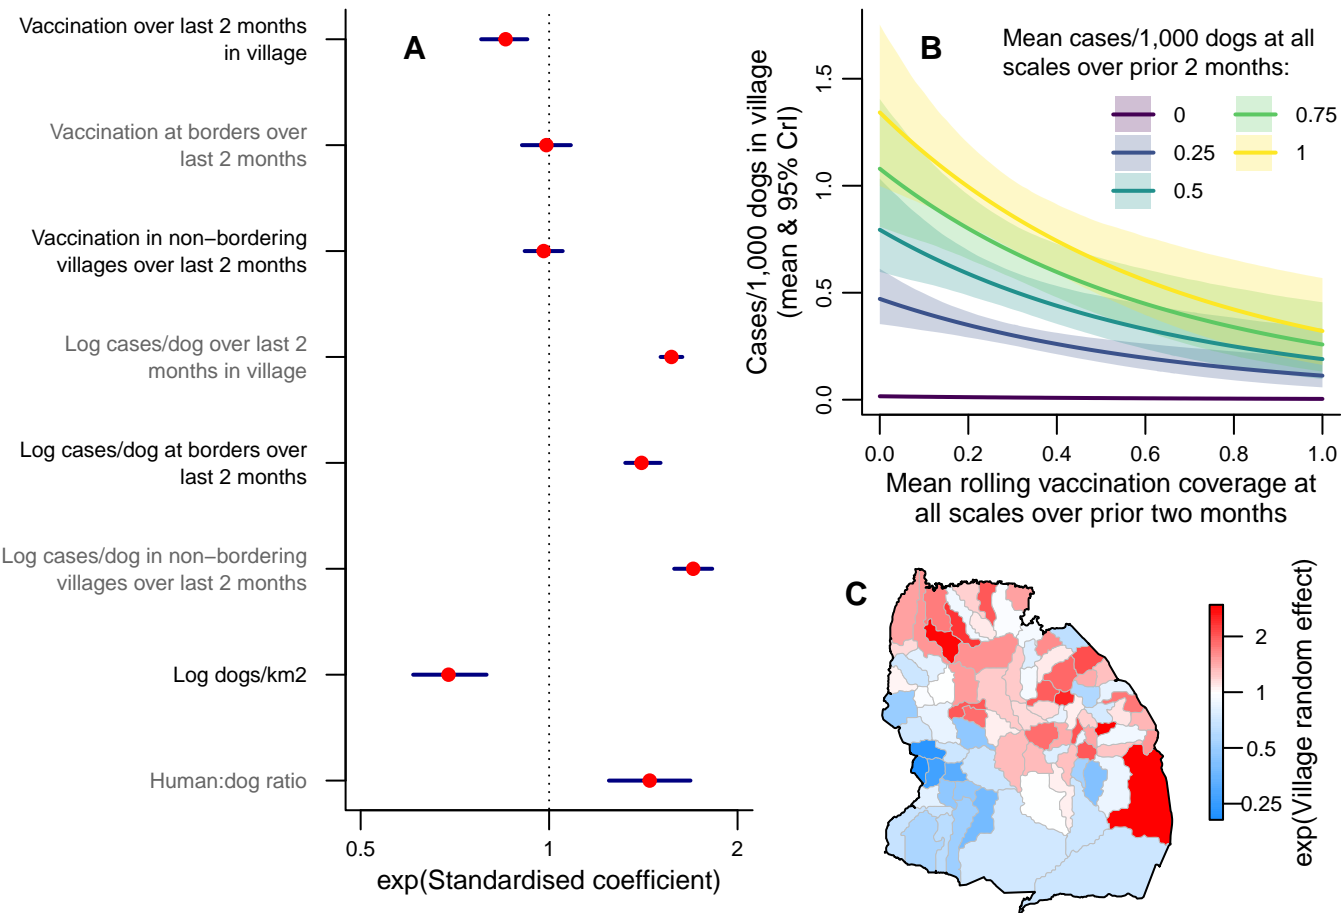 A
Vaccination over last 2 months
in village
Vaccination at borders over
last 2 months
Vaccination in non−bordering
villages over last 2 months
Log cases/dog over last 2
months in village
Log cases/dog at borders over
last 2 months
Log cases/dog in non−bordering
villages over last 2 months
Log dogs/km2
Human:dog ratio
0.5
1
2
exp(Standardised coefficient)
B
Mean cases/1,000 dogs at all
scales over prior 2 months:
0
0.25
0.5
0.75
1
Cases/1,000 dogs in village
(mean & 95% CrI)
1.5
1.0
0.5
0.0
0.0
0.2
0.4
0.6
0.8
1.0
Mean rolling vaccination coverage at
all scales over prior two months
C
2
1
0.5
0.25
exp(Village random effect)